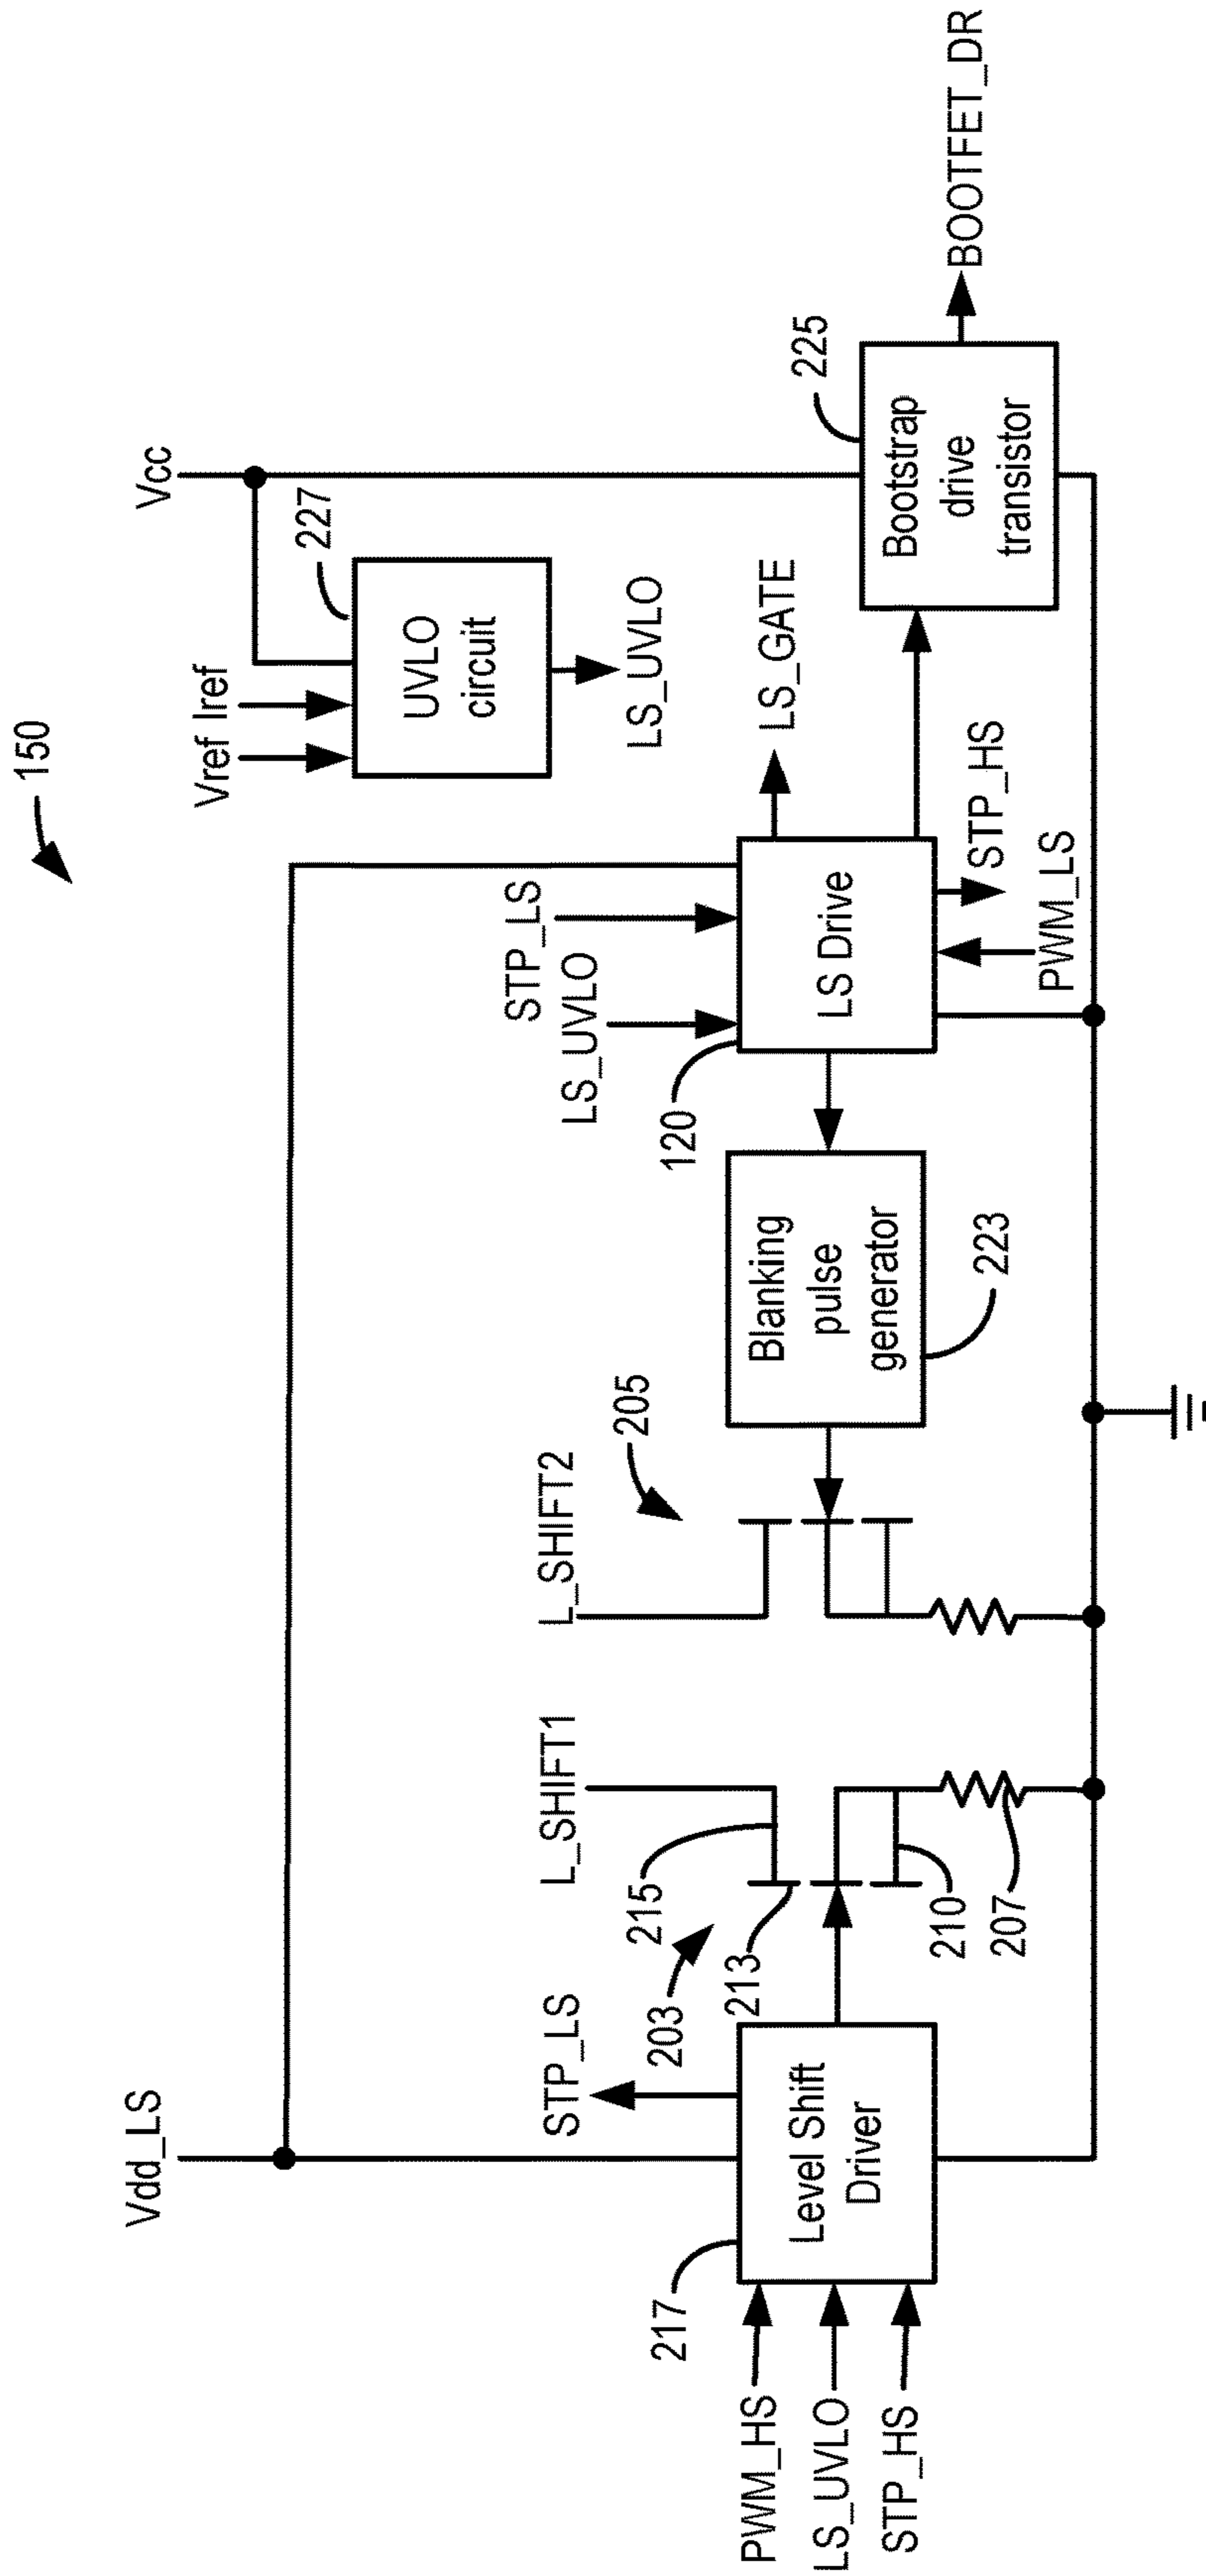 150
Vdd_LS
Vref
Iref
Vcc
227
UVLO
circuit
LS_UVLO
STP_LS
L_SHIFT1
L_SHIFT2
LS_UVLO
STP_LS
LS_GATE
225
217
203
215
213
205
120
PWM_HS
LS_UVLO
STP_HS
Level Shift
Driver
Blanking
pulse
generator
LS Drive
Bootstrap
drive
transistor
BOOTFET_DR
210
207
223
PWM_LS
STP_HS